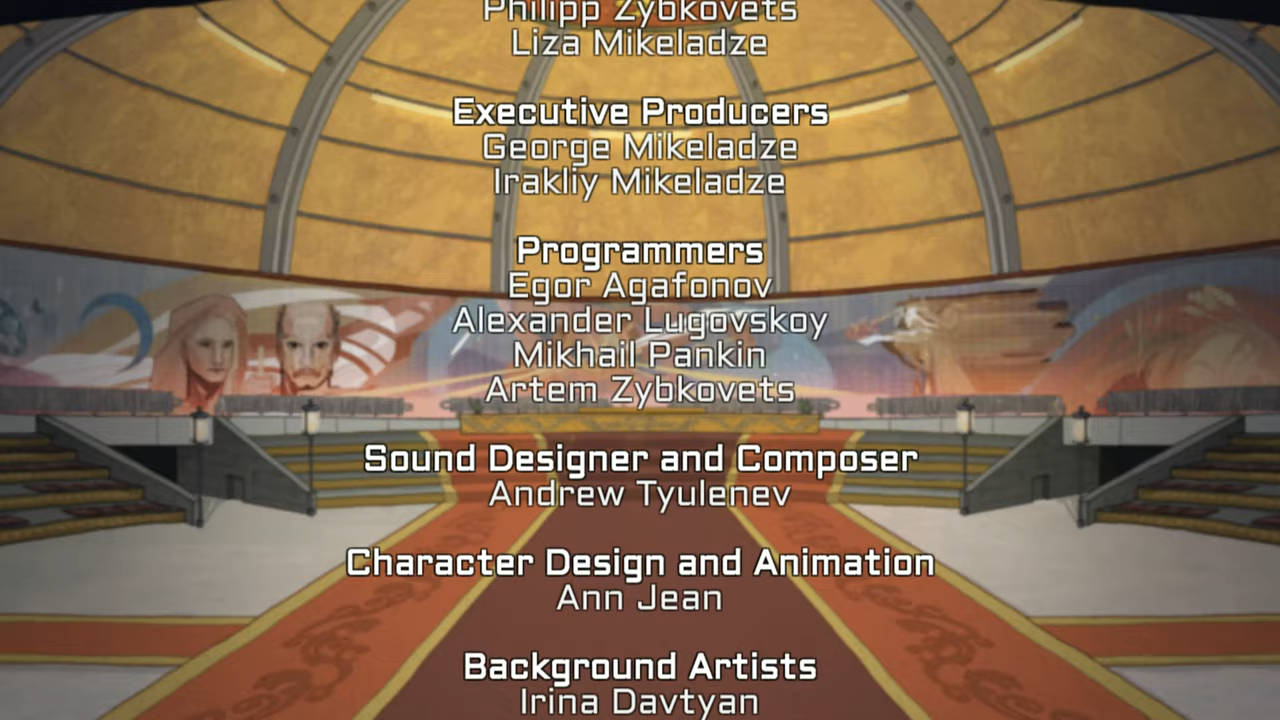 Philipp Zybkovets
Liza Mikeladze
Executive Producers
George Mikeladze
Irakliy Mikeladze
Programmers
Egor Agafonov
Alexander Lugovskoy
Mikhail Pankin
Artem Zybkovets
Sound Designer and Composer
Andrew Tyulenev
Character Design and Animation
Ann Jean
Background Artists
Irina Davtyan